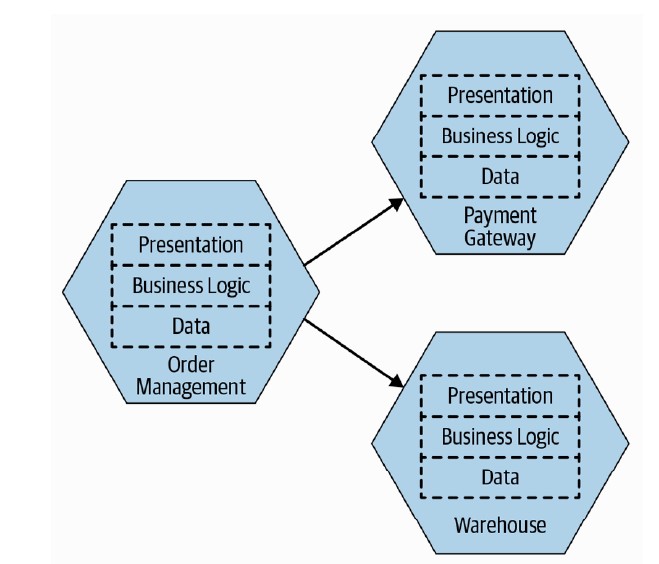 Presentation
Business Logic
Data
Order
Management
Presentation
Business Logic
Data
Payment
Gateway
Presentation
Business Logic
Data
Warehouse